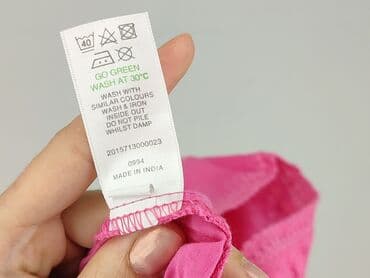 40
GO GREEN
WASH AT 30°C
WASH WITH
SIMILAR COLOURS
WASH & IRON
INSIDE OUT
DO NOT PILE
WHILST DAMP
2015713000023
0994
MADE IN INDIA